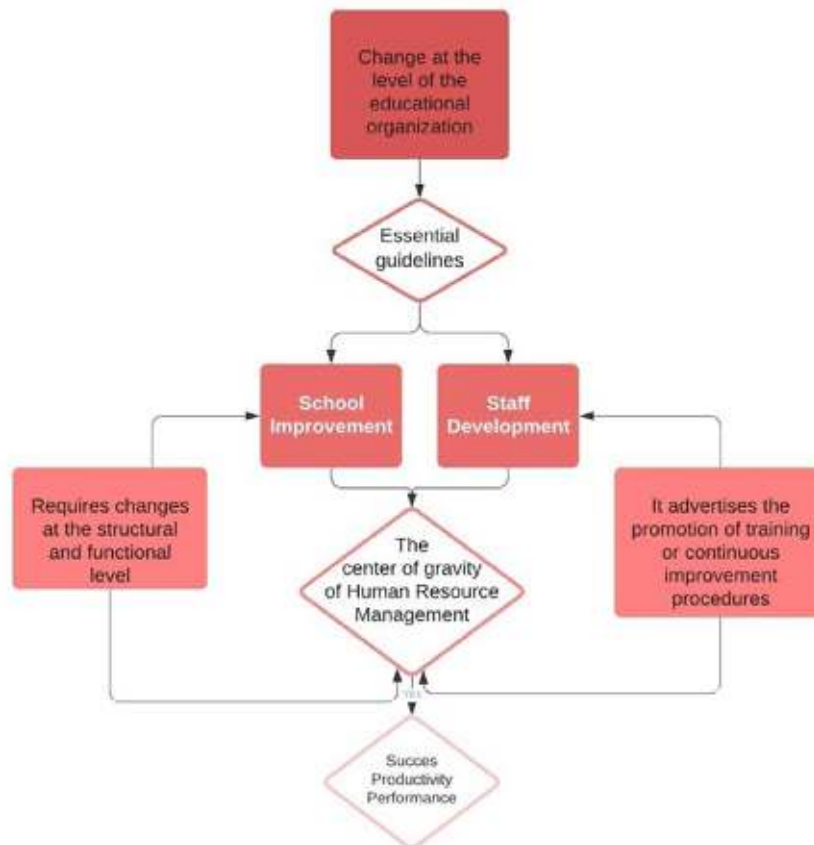 Change at the
level of the
educational
organization
Essential
guidelines
School
Improvement
Staff
Development
Requires changes
at the structural
and functional
level
The
center of gravity
of Human Resource
Management
It advertises the
promotion of training
or continuous
improvement
procedures
Succes
Productivity
Performance